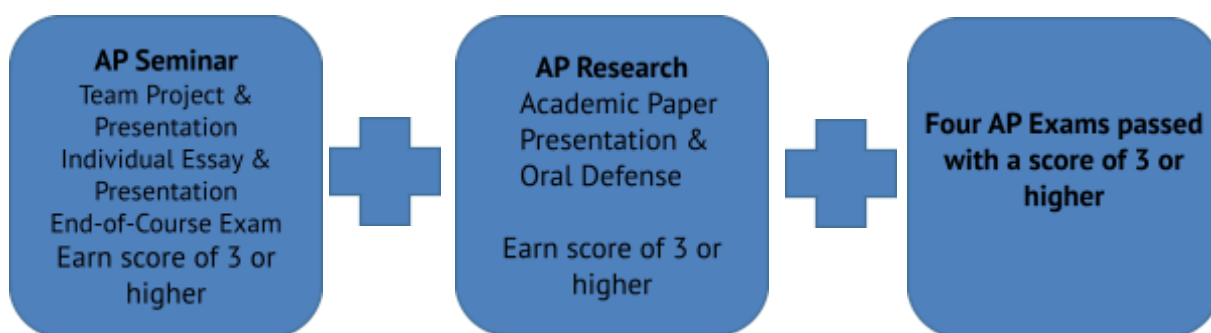 AP Seminar
Team Project &
Presentation
Individual Essay &
Presentation
End-of-Course Exam
Earn score of 3 or
higher
AP Research
Academic Paper
Presentation &
Oral Defense
Earn score of 3 or
higher
Four AP Exams passed
with a score of 3 or
higher